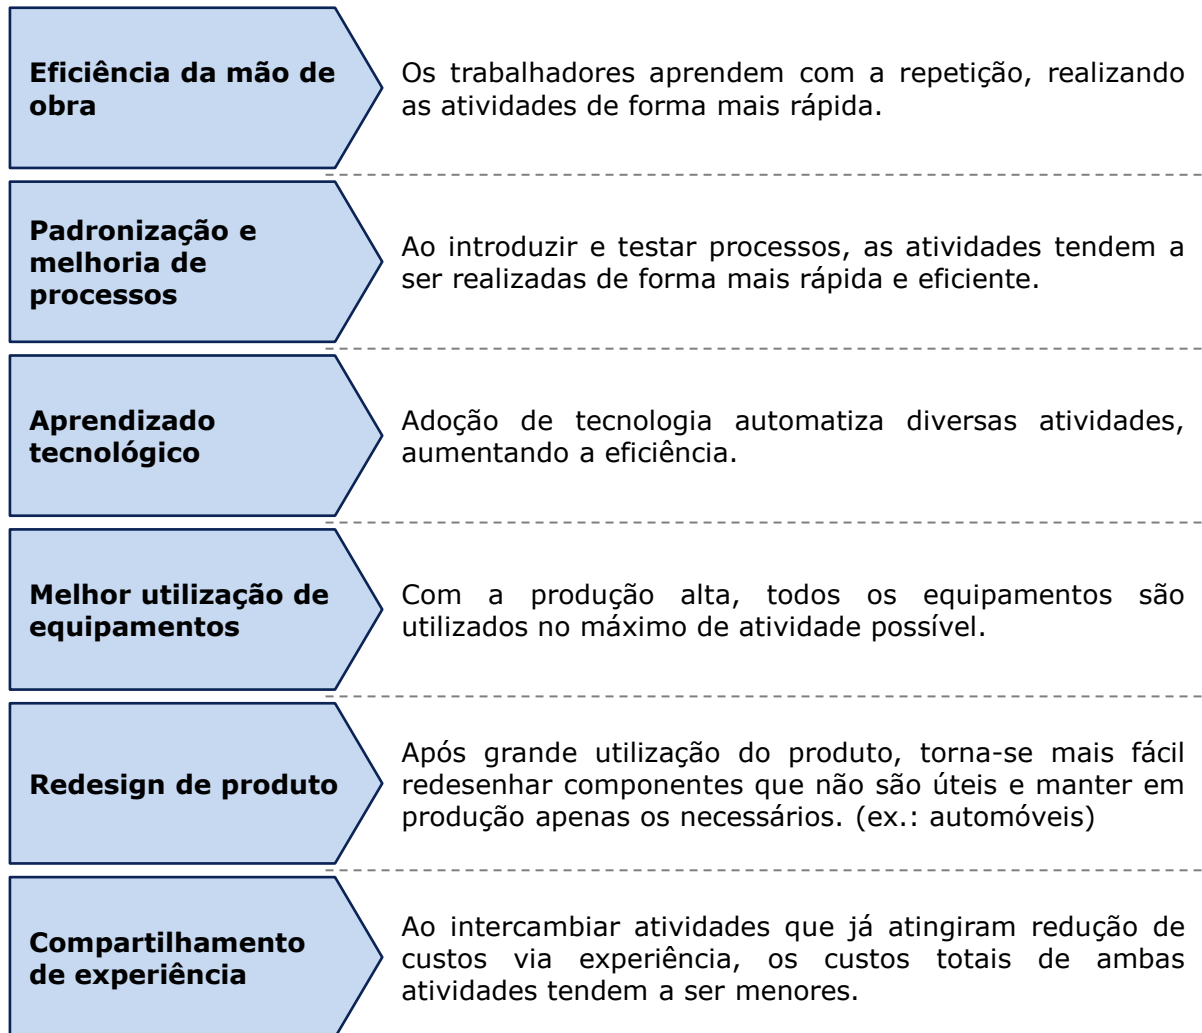 Eficiência da mão de
obra
Os trabalhadores aprendem com a repetição, realizando
as atividades de forma mais rápida.
Padronização e
melhoria de
processos
Ao introduzir e testar processos, as atividades tendem a
ser realizadas de forma mais rápida e eficiente.
Aprendizado
tecnológico
Adoção de tecnologia automatiza diversas atividades,
aumentando a eficiência.
Melhor utilização de
equipamentos
Com a produção alta, todos os equipamentos são
utilizados no máximo de atividade possível.
Redesign de produto
Após grande utilização do produto, torna-se mais fácil
redesenhar componentes que não são úteis e manter em
produção apenas os necessários. (ex.: automóveis)
Compartilhamento
de experiência
Ao intercambiar atividades que já atingiram redução de
custos via experiência, os custos totais de ambas
atividades tendem a ser menores.